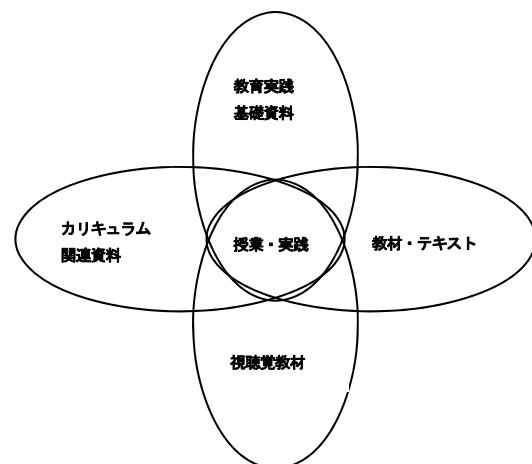 教育実践
基礎資料
カリキュラム
関連資料
授業・実践
教材・テキスト
視聴覚教材